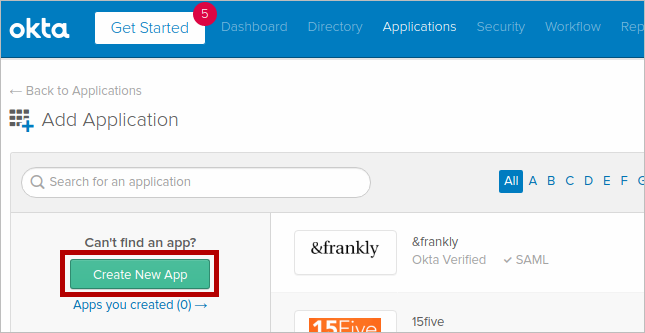 okta Get Started 5 Dashboard Directory Applications Security Workflow Rep
← Back to Applications
Add Application
Search for an application All A B C D E F G
Can't find an app?
Create New App
Apps you created (0) →
&frankly &frankly
Okta Verified ✓ SAML
15Five 15five